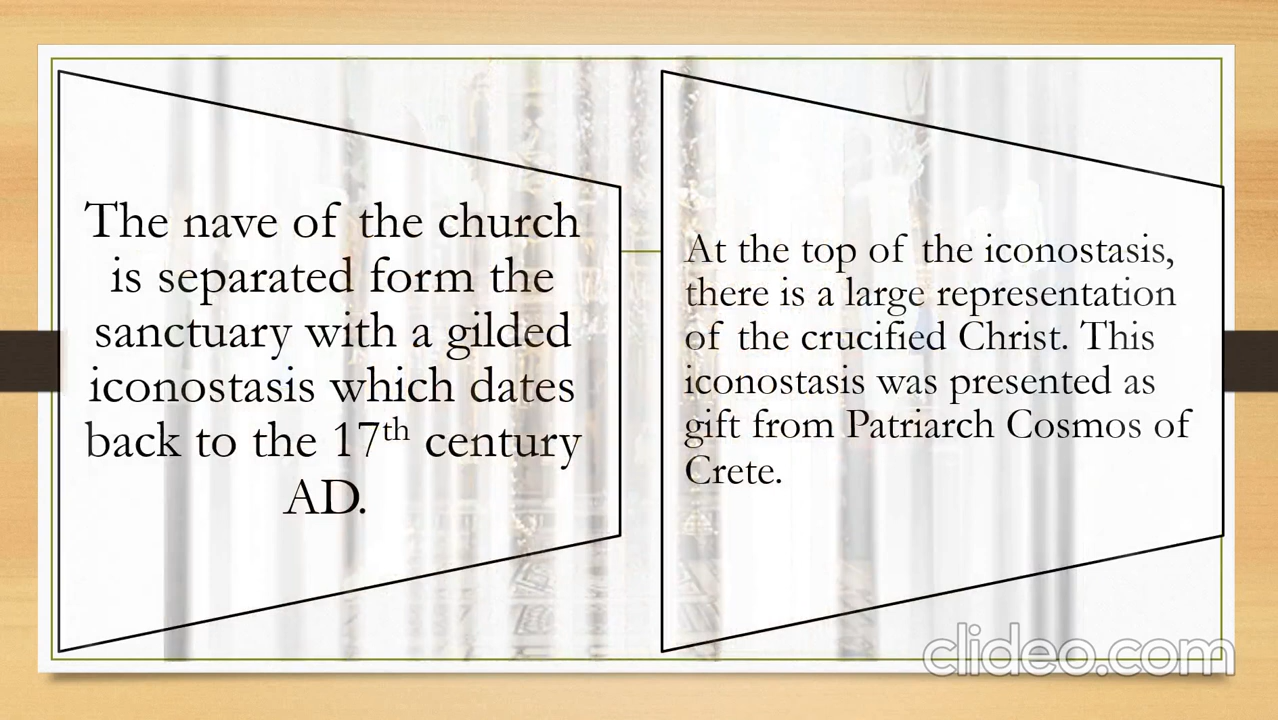 The nave of the church
is separated form the
sanctuary with a gilded
iconostasis which dates
back to the 17th century
AD.
At the top of the iconostasis,
there is a large representation
of the crucified Christ. This
iconostasis was presented as
gift from Patriarch Cosmos of
Crete.
clideo.com